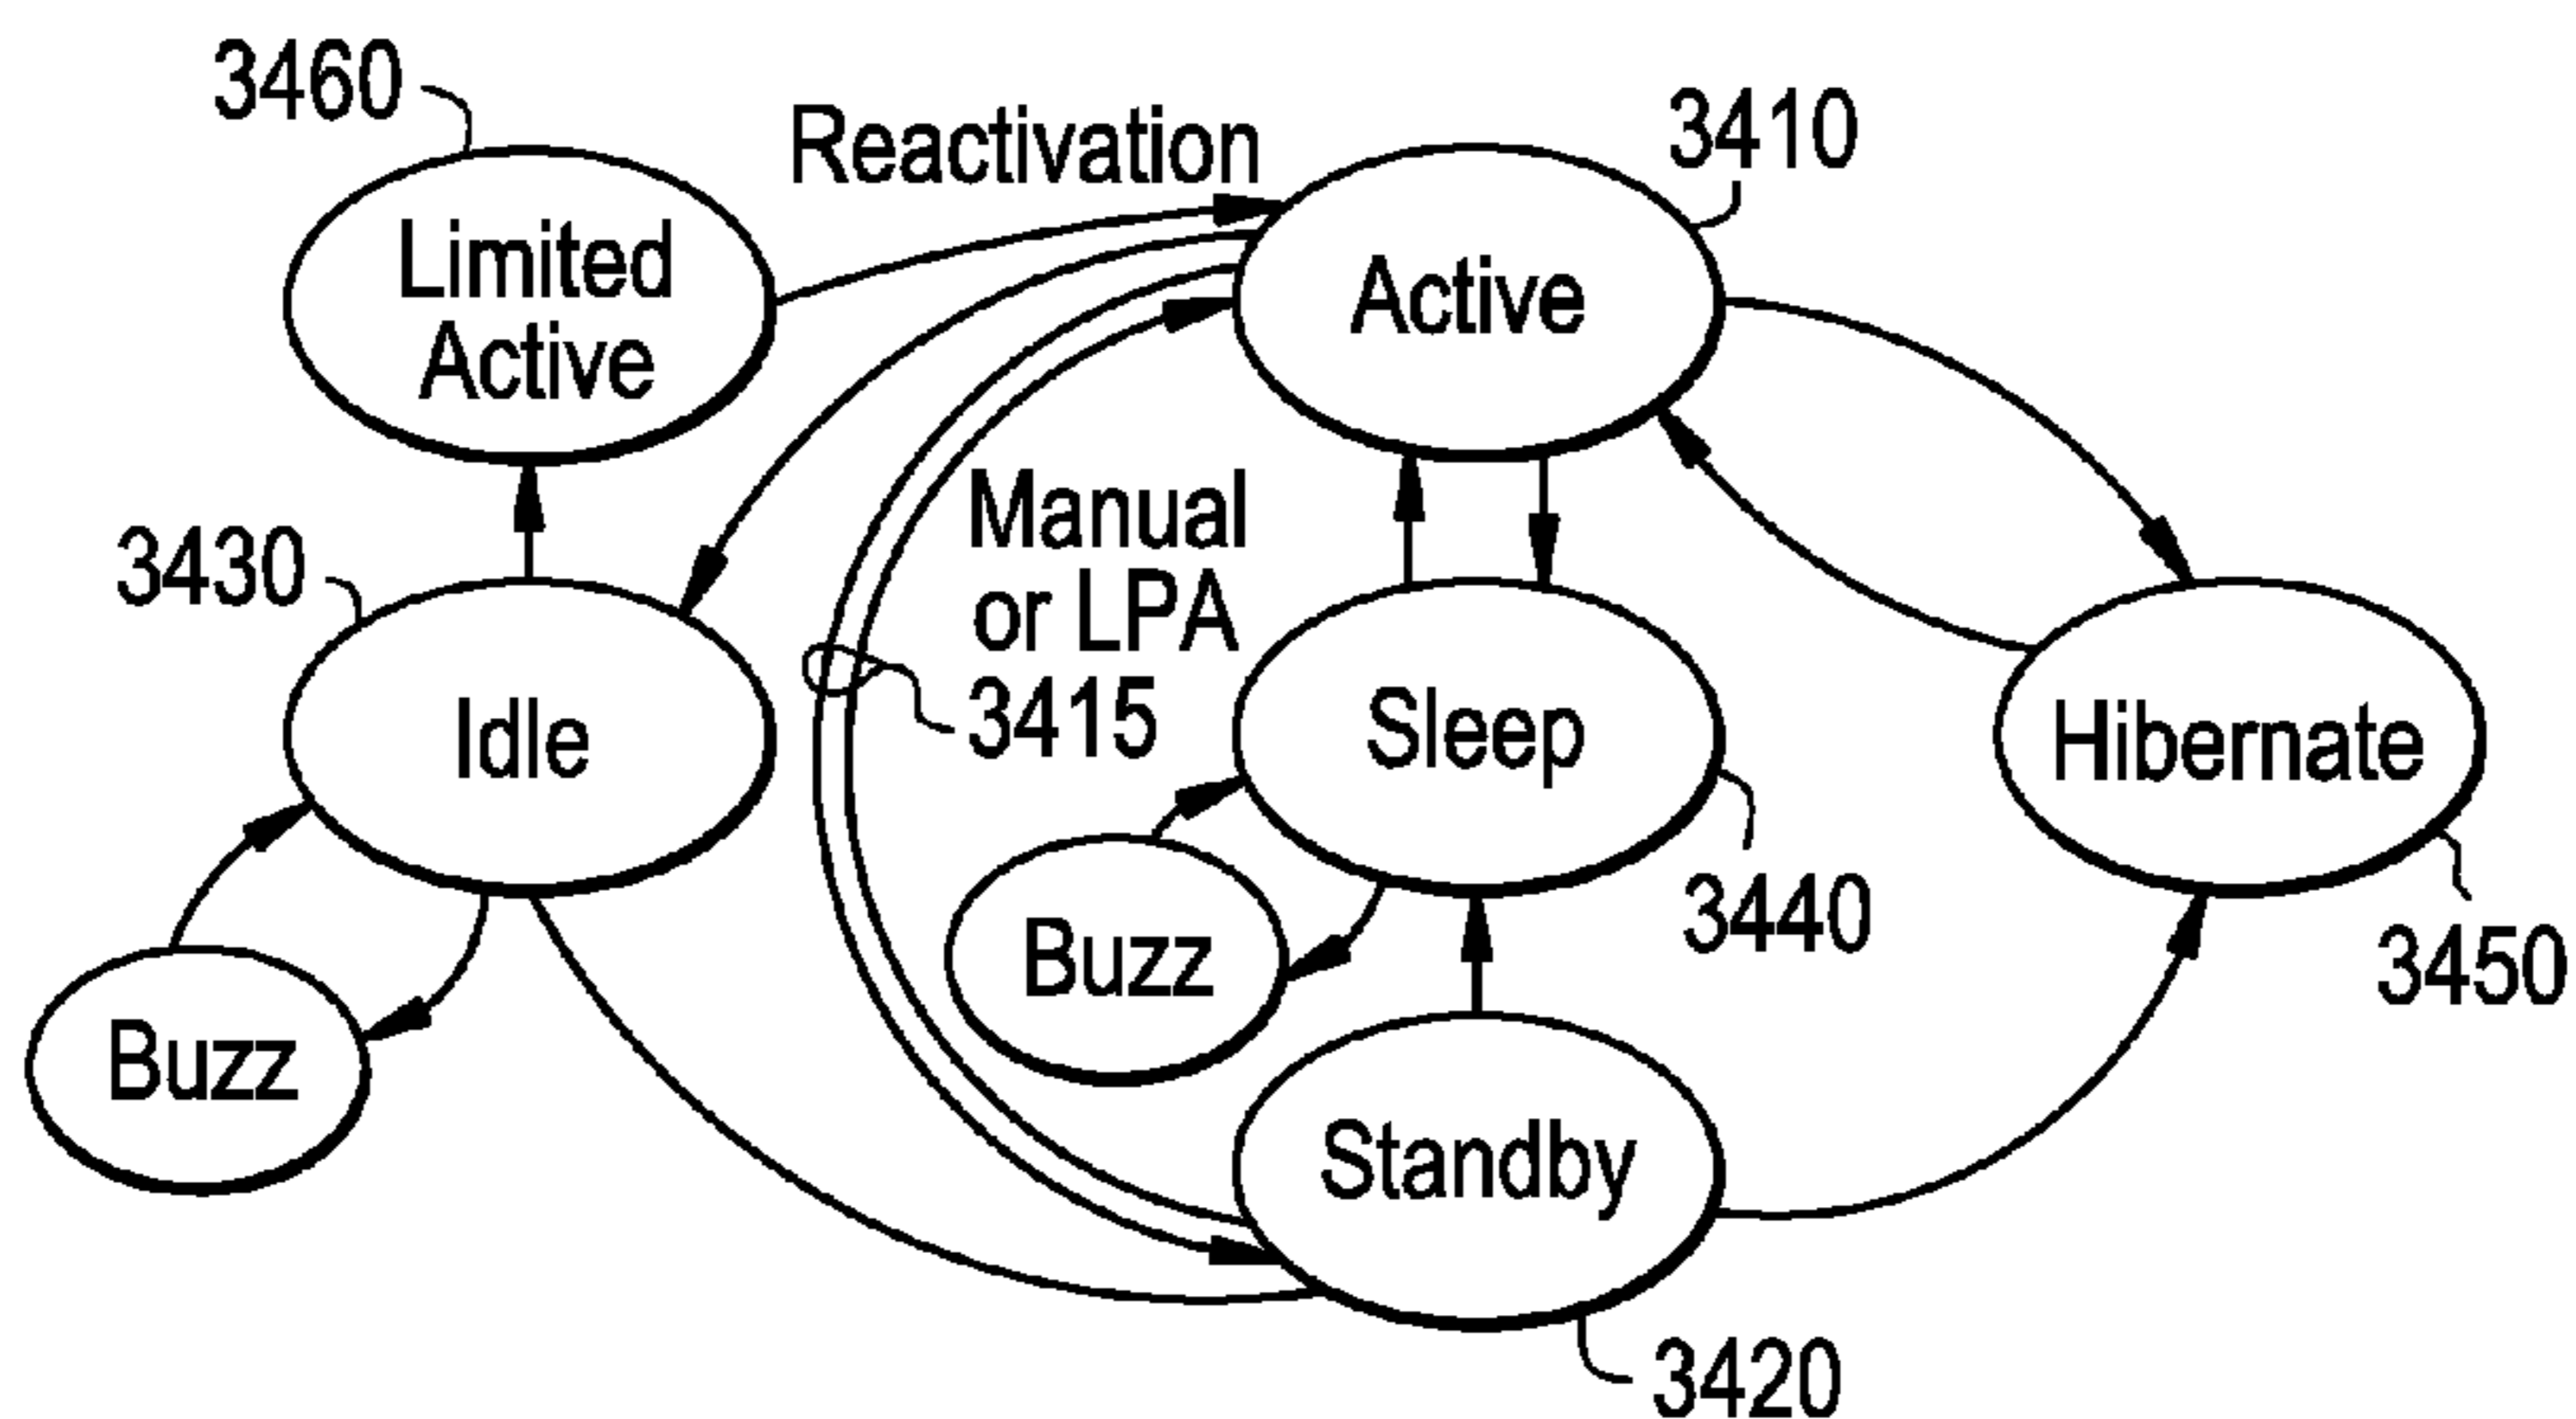 3460
Reactivation
3410
Limited
Active
Active
Manual
or LPA
3415
3430
Idle
Sleep
Hibernate
Buzz
Buzz
3440
3450
Standby
3420